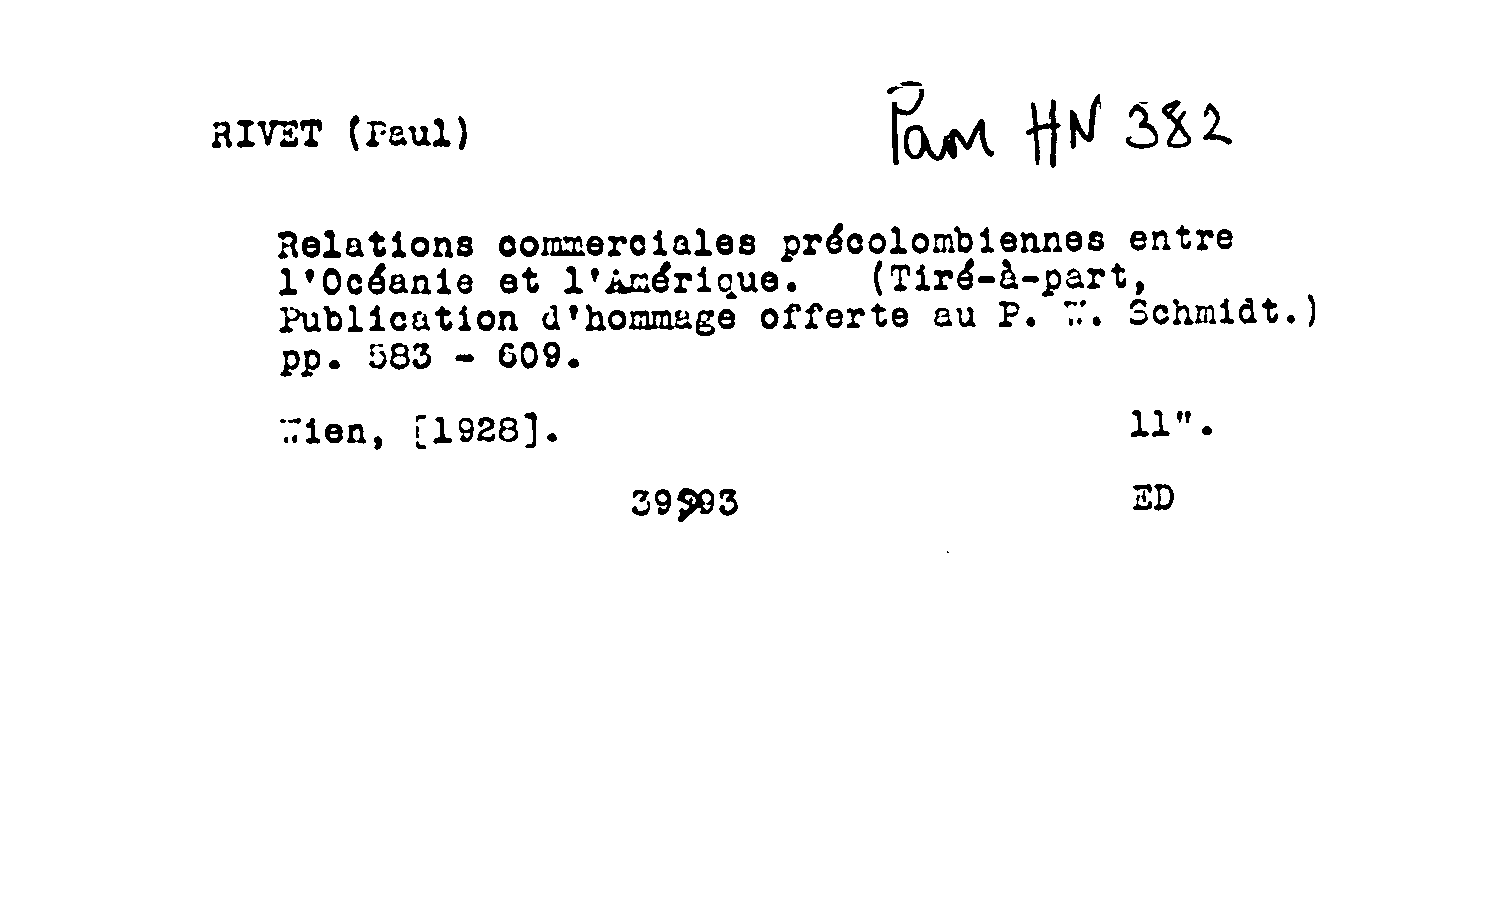 RIVET (Paul)
Pam HN 382
Relations commerciales précolombiennes entre
l'Océanie et l'Amérique. (Tiré-à-part,
Publication d'hommage offerte au P. W. Schmidt.)
pp. 583 - 609.
Wien, [1928].
11".
ED